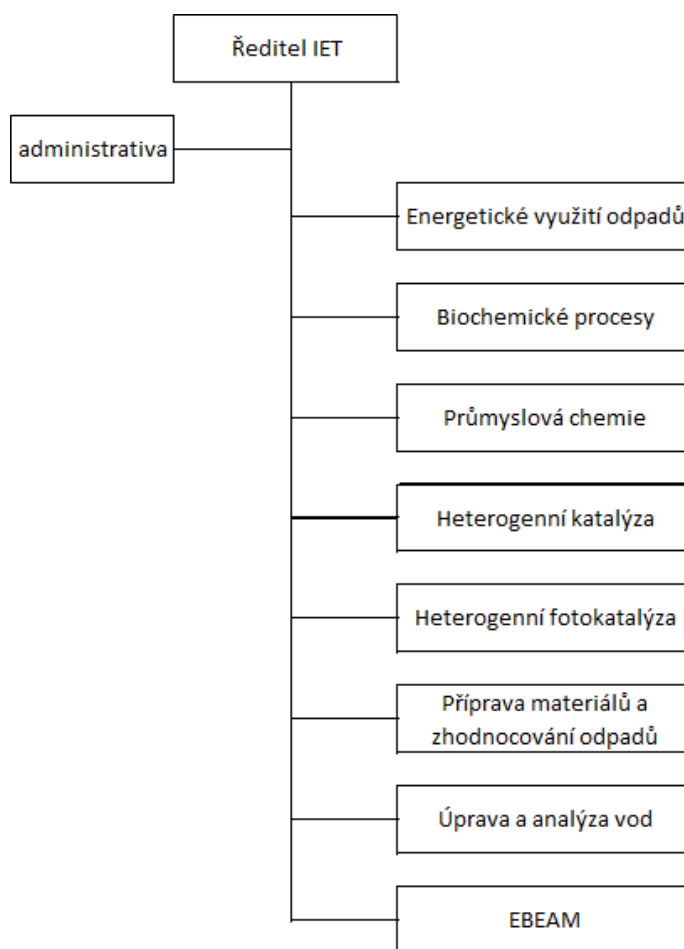 Ředitel IET
administrativa
Energetické využití odpadů
Biochemické procesy
Průmyslová chemie
Heterogenní katalýza
Heterogenní fotokatalýza
Příprava materiálů a
zhodnocování odpadů
Úprava a analýza vod
EBEAM